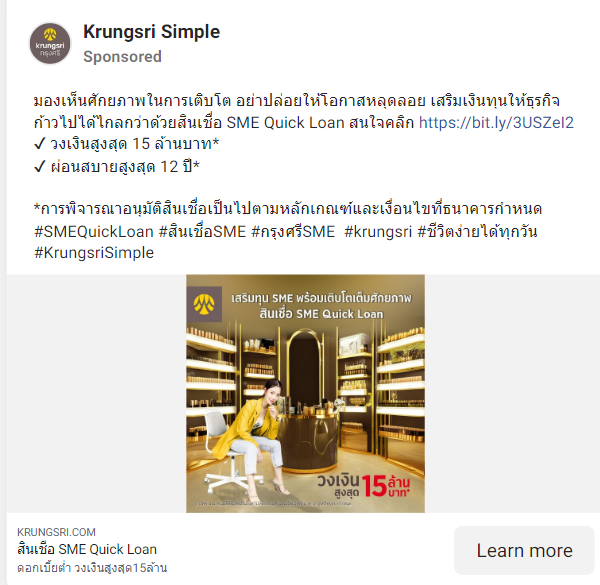 krungsri
กรุงศรี
Krungsri Simple
Sponsored
มองเห็นศักยภาพในการเติบโต อย่าปล่อยให้โอกาสหลุดลอย เสริมเงินทุนให้ธุรกิจ
ก้าวไปได้ไกลกว่าด้วยสินเชื่อ SME Quick Loan สนใจคลิก https://bit.ly/3USZeI2
✓ วงเงินสูงสุด 15 ล้านบาท*
✓ ผ่อนสบายสูงสุด 12 ปี*
*การพิจารณาอนุมัติสินเชื่อเป็นไปตามหลักเกณฑ์และเงื่อนไขที่ธนาคารกำหนด
#SMEQuickLoan #สินเชื่อSME #กรุงศรีSME #krungsri #ชีวิตง่ายได้ทุกวัน
#KrungsriSimple
เสริมทุน SME พร้อมเติบโตเต็มศักยภาพ
สินเชื่อ SME Quick Loan
วงเงิน
สูงสุด 15 ล้าน
บาท*
KRUNGSRI.COM
สินเชื่อ SME Quick Loan
ดอกเบี้ยต่ำ วงเงินสูงสุด15ล้าน
Learn more